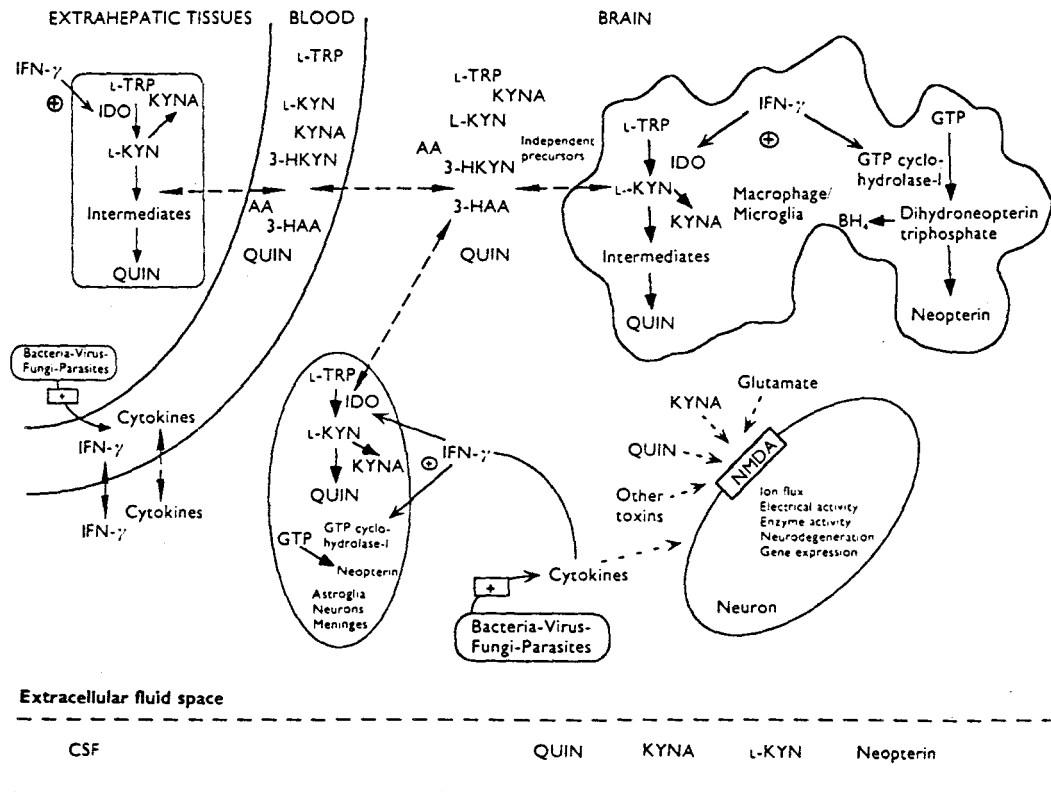 EXTRAHEPATIC TISSUES
BLOOD
BRAIN
IFN-γ
⊕
L-TRP
KYNA
IDO
L-KYN
Intermediates
QUIN
L-TRP
L-KYN
KYNA
3-HKYN
AA
3-HAA
QUIN
L-TRP
KYNA
L-KYN
AA
3-HKYN
3-HAA
QUIN
Independent
precursors
L-TRP
IDO
L-KYN
KYNA
Intermediates
QUIN
IFN-γ
⊕
Macrophage/
Microglia
GTP
GTP cyclo-
hydrolase-I
BH₄
Dihydroneopterin
triphosphate
Neopterin
Bacteria-Virus-
Fungi-Parasites
+
Cytokines
IFN-γ
IFN-γ
Cytokines
L-TRP
IDO
L-KYN
KYNA
QUIN
⊕
IFN-γ
GTP cyclo-
hydrolase-I
GTP
Neopterin
Astroglia
Neurons
Meninges
+
Cytokines
Bacteria-Virus-
Fungi-Parasites
Glutamate
KYNA
QUIN
Other
toxins
NMDA
Ion flux
Electrical activity
Enzyme activity
Neurodegeneration
Gene expression
Neuron
Extracellular fluid space
CSF QUIN KYNA L-KYN Neopterin